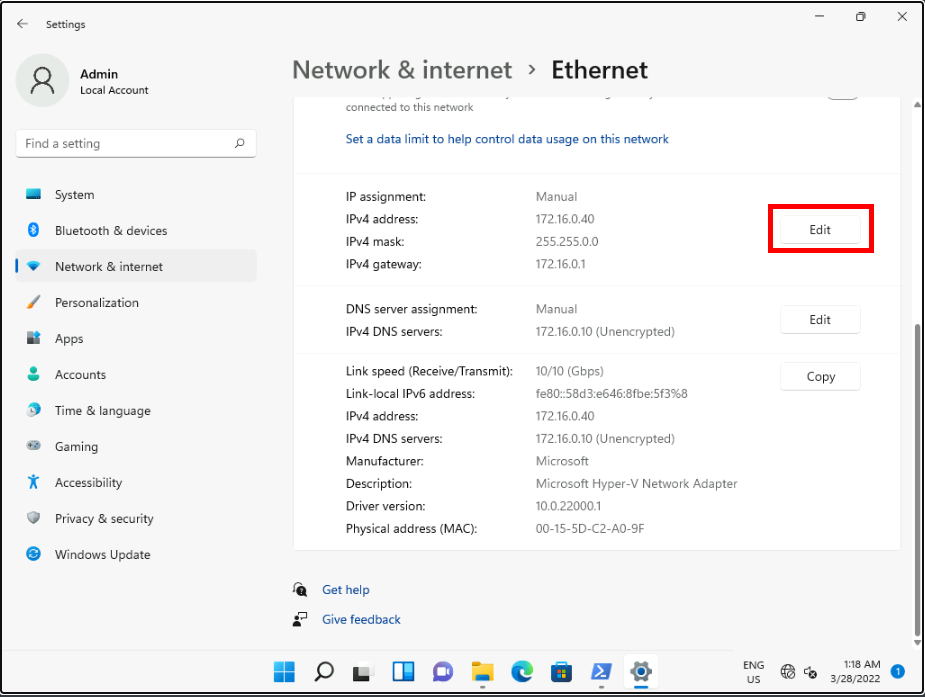 Settings
Admin
Local Account
Find a setting
System
Bluetooth & devices
Network & internet
Personalization
Apps
Accounts
Time & language
Gaming
Accessibility
Privacy & security
Windows Update
Network & internet › Ethernet
connected to this network
Set a data limit to help control data usage on this network
IP assignment: Manual
IPv4 address: 172.16.0.40
IPv4 mask: 255.255.0.0
IPv4 gateway: 172.16.0.1
Edit
DNS server assignment: Manual
IPv4 DNS servers: 172.16.0.10 (Unencrypted)
Edit
Link speed (Receive/Transmit): 10/10 (Gbps)
Link-local IPv6 address: fe80::58d3:e646:8fbe:5f3%8
IPv4 address: 172.16.0.40
IPv4 DNS servers: 172.16.0.10 (Unencrypted)
Manufacturer: Microsoft
Description: Microsoft Hyper-V Network Adapter
Driver version: 10.0.22000.1
Physical address (MAC): 00-15-5D-C2-A0-9F
Copy
Get help
Give feedback
ENG
US
1:18 AM
3/28/2022
1